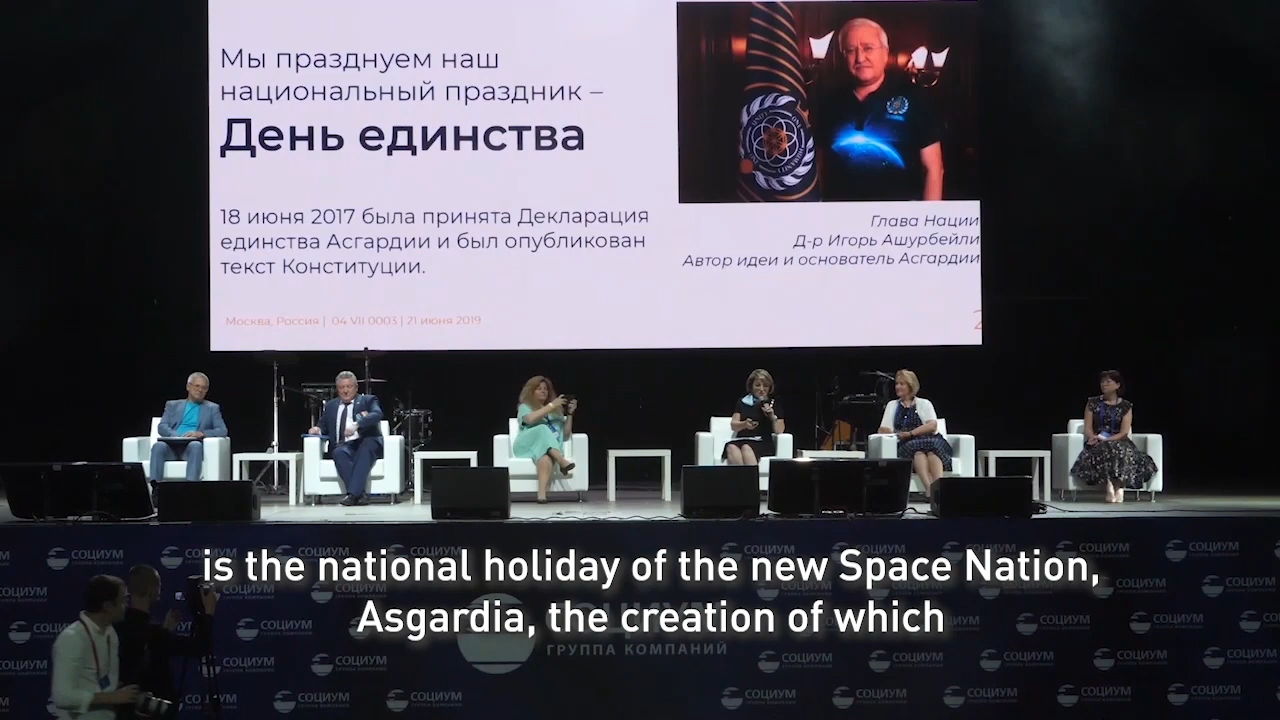 Мы празднуем наш
национальный праздник –
День единства
18 июня 2017 была принята Декларация
единства Асгардии и был опубликован
текст Конституции.
Москва, Россия | 04 VII 0003 | 21 июня 2019
Глава Нации
Д-р Игорь Ашурбейли
Автор идеи и основатель Асгардии
2
is the national holiday of the new Space Nation,
Asgardia, the creation of which
СОЦИУМ
ГРУППА КОМПАНИЙ